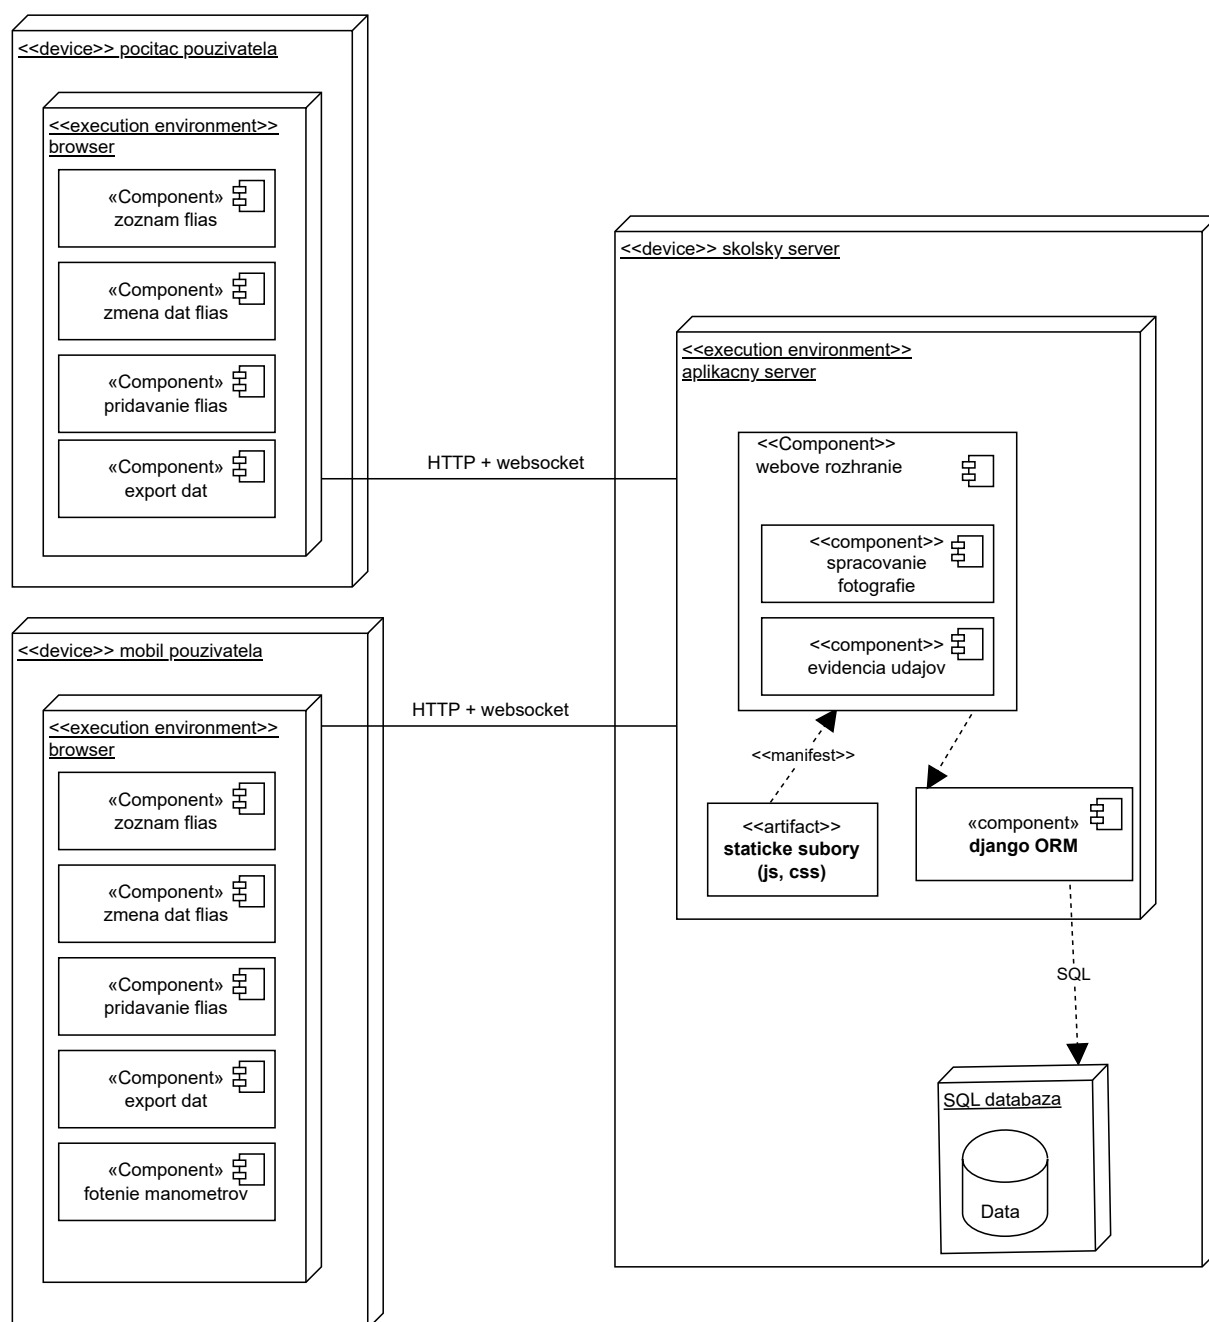 <<device>> pocitac pouzivatela
<<execution environment>>
browser
«Component»
zoznam flias
«Component»
zmena dat flias
«Component»
pridavanie flias
«Component»
export dat
HTTP + websocket
<<device>> mobil pouzivatela
<<execution environment>>
browser
«Component»
zoznam flias
«Component»
zmena dat flias
«Component»
pridavanie flias
«Component»
export dat
«Component»
fotenie manometrov
HTTP + websocket
<<device>> skolsky server
<<execution environment>>
aplikacny server
<<Component>>
webove rozhranie
<<component>>
spracovanie
fotografie
<<component>>
evidencia udajov
<<manifest>>
<<artifact>>
staticke subory
(js, css)
«component»
django ORM
SQL
SQL databaza
Data